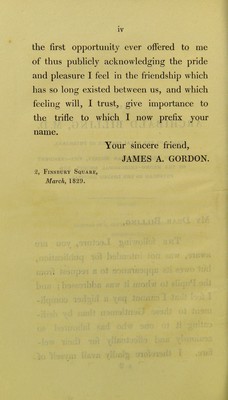 iv
the first opportunity ever offered to me
of thus publicly acknowledging the pride
and pleasure I feel in the friendship which
has so long existed between us, and which
feeling will, I trust, give importance to
the trifle to which I now prefix your
name.
Your sincere friend,
JAMES A. GORDON.
2, Finsbury Square,
March, 1829.